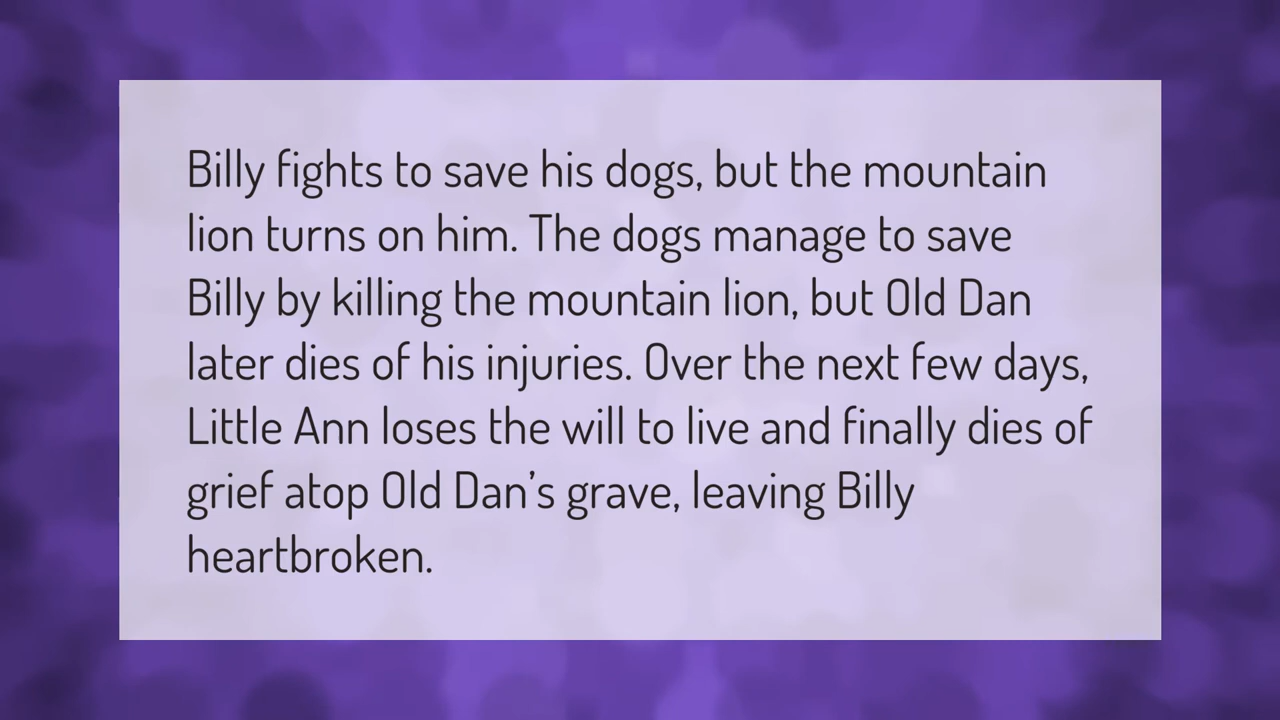 Billy fights to save his dogs, but the mountain
lion turns on him. The dogs manage to save
Billy by killing the mountain lion, but Old Dan
later dies of his injuries. Over the next few days,
Little Ann loses the will to live and finally dies of
grief atop Old Dan’s grave, leaving Billy
heartbroken.